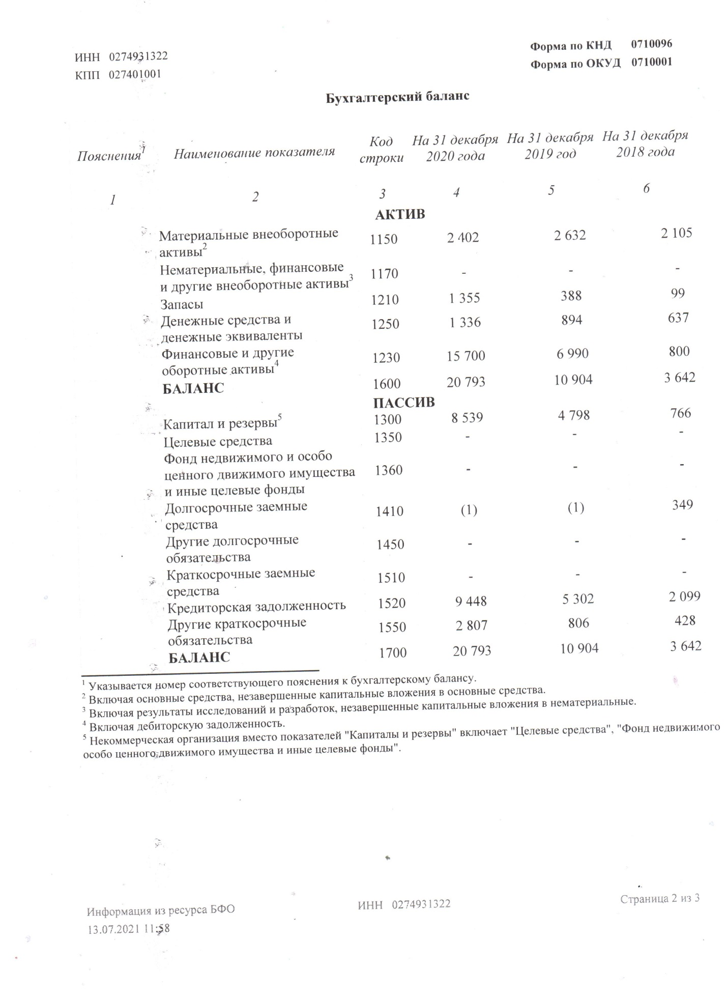 ИНН 0274931322
КПП 027401001
Форма по КНД 0710096
Форма по ОКУД 0710001
Бухгалтерский баланс
Пояснения1 Наименование показателя Код строки На 31 декабря 2020 года На 31 декабря 2019 год На 31 декабря 2018 года
1 2 3 4 5 6
АКТИВ
Материальные внеоборотные
активы2 1150 2 402 2 632 2 105
Нематериальные, финансовые
и другие внеоборотные активы3 1170 - - -
Запасы 1210 1 355 388 99
Денежные средства и
денежные эквиваленты 1250 1 336 894 637
Финансовые и другие
оборотные активы4 1230 15 700 6 990 800
БАЛАНС 1600 20 793 10 904 3 642
ПАССИВ
Капитал и резервы5 1300 8 539 4 798 766
Целевые средства 1350 - - -
Фонд недвижимого и особо
ценного движимого имущества 1360 - - -
и иные целевые фонды
Долгосрочные заемные
средства 1410 (1) (1) 349
Другие долгосрочные
обязательства 1450 - - -
Краткосрочные заемные
средства 1510 - - -
Кредиторская задолженность 1520 9 448 5 302 2 099
Другие краткосрочные
обязательства 1550 2 807 806 428
БАЛАНС 1700 20 793 10 904 3 642
1 Указывается номер соответствующего пояснения к бухгалтерскому балансу.
2 Включая основные средства, незавершенные капитальные вложения в основные средства.
3 Включая результаты исследований и разработок, незавершенные капитальные вложения в нематериальные.
4 Включая дебиторскую задолженность.
5 Некоммерческая организация вместо показателей "Капиталы и резервы" включает "Целевые средства", "Фонд недвижимого
особо ценного движимого имущества и иные целевые фонды".
Информация из ресурса БФО
13.07.2021 11:58
ИНН 0274931322
Страница 2 из 3